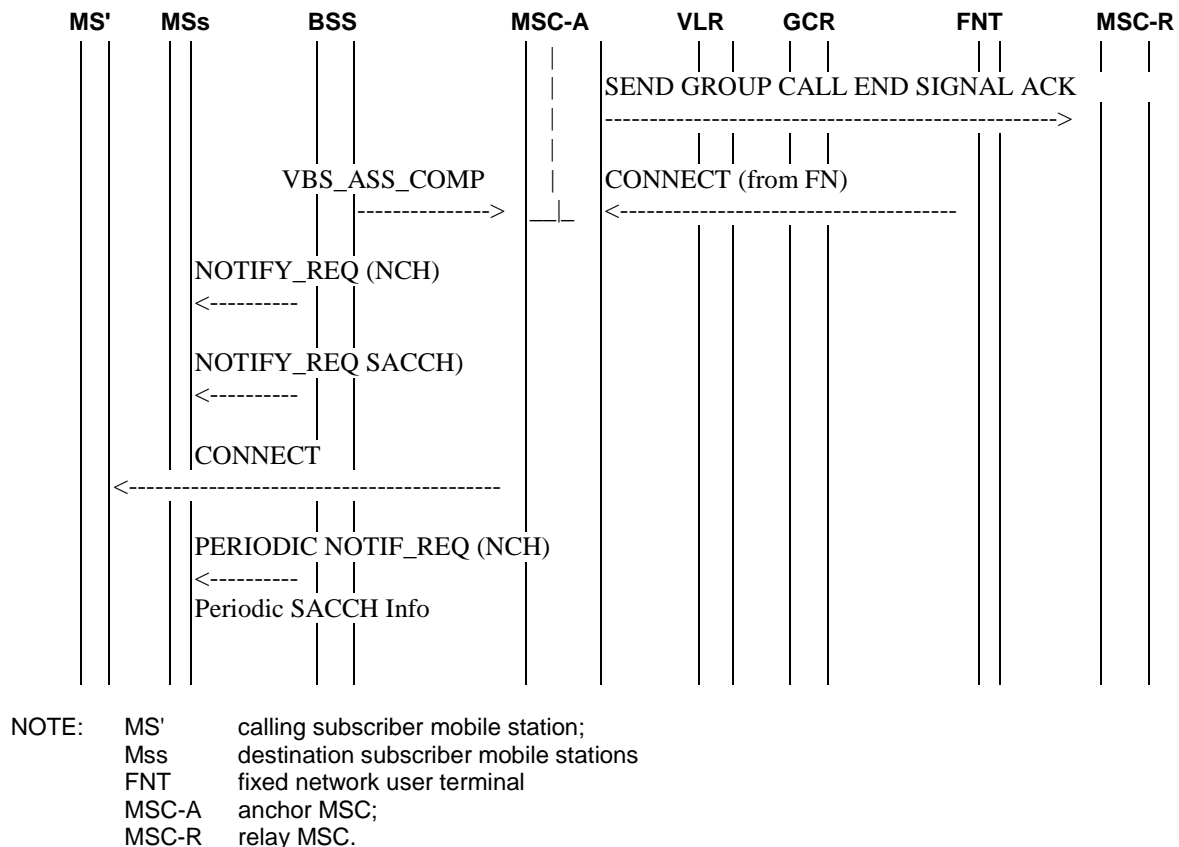 MS' MSs BSS MSC-A VLR GCR FNT MSC-R
SEND GROUP CALL END SIGNAL ACK
VBS_ASS_COMP CONNECT (from FN)
NOTIFY_REQ (NCH)
NOTIFY_REQ SACCH)
CONNECT
PERIODIC NOTIF_REQ (NCH)
Periodic SACCH Info
NOTE: MS' calling subscriber mobile station;
Mss destination subscriber mobile stations
FNT fixed network user terminal
MSC-A anchor MSC;
MSC-R relay MSC.